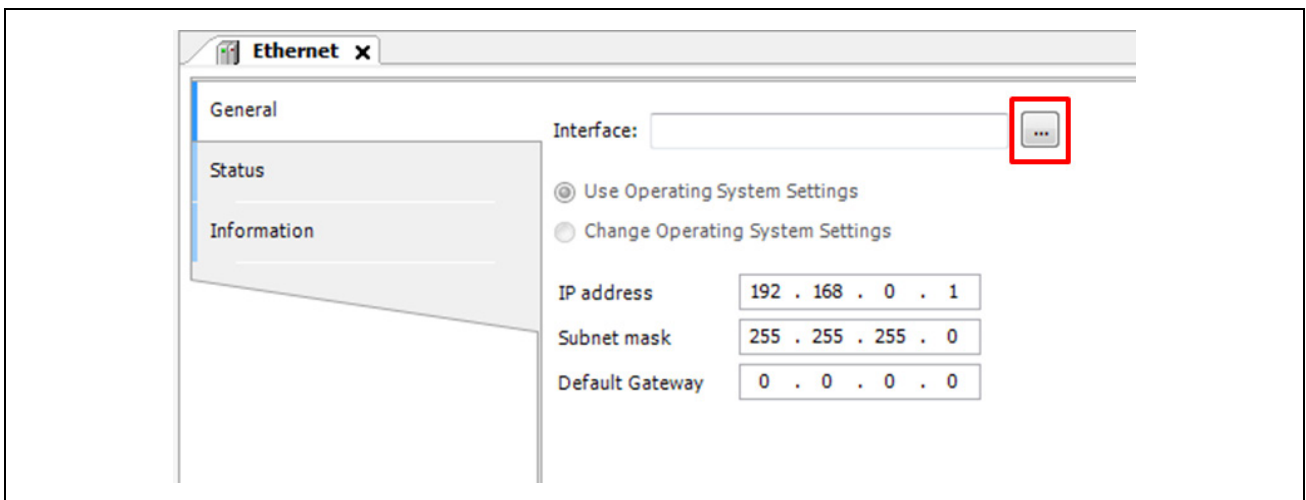 Ethernet x
General
Interface:
...
Status
Use Operating System Settings
Information
Change Operating System Settings
IP address 192 . 168 . 0 . 1
Subnet mask 255 . 255 . 255 . 0
Default Gateway 0 . 0 . 0 . 0